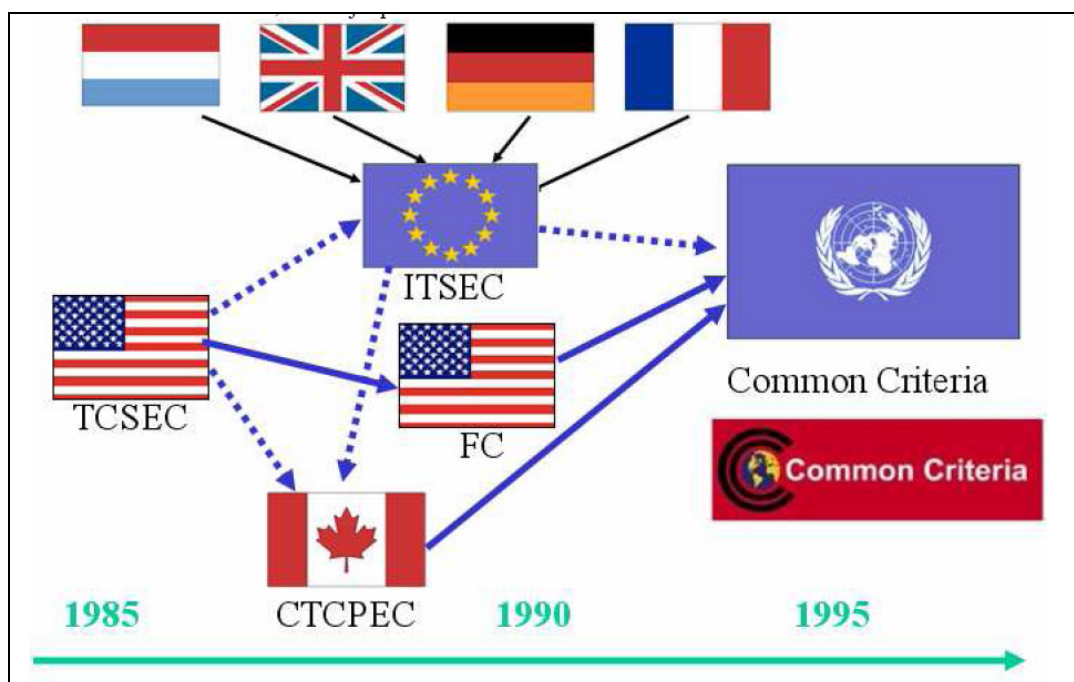 ITSEC
TCSEC
FC
Common Criteria
Common Criteria
CTCPEC
1985
1990
1995